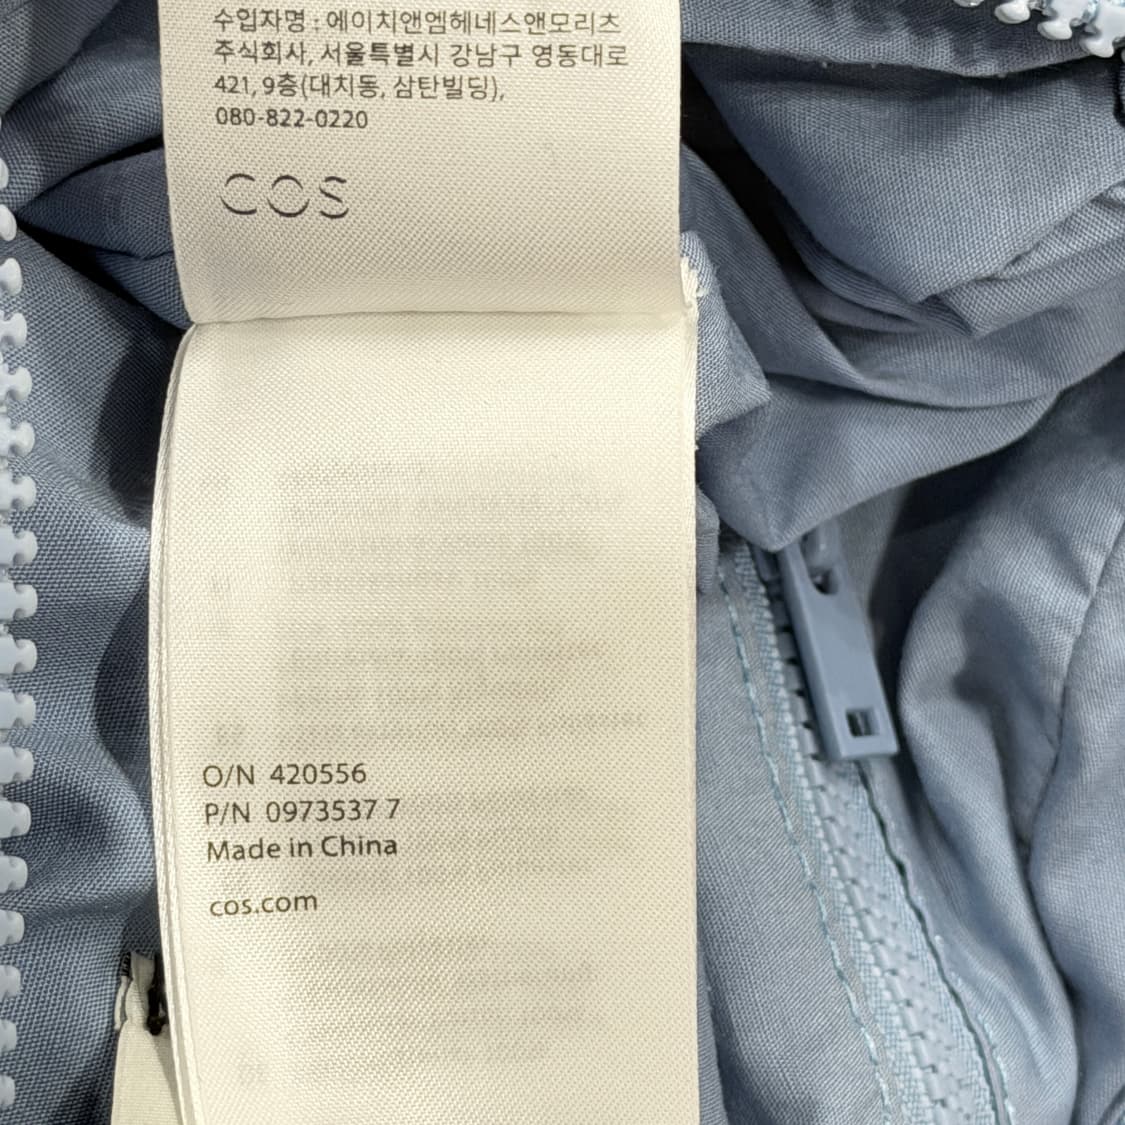 수입자명 : 에이치앤엠헤네스앤모리츠
주식회사, 서울특별시 강남구 영동대로
421, 9층(대치동, 삼탄빌딩),
080-822-0220
COS
O/N 420556
P/N 0973537 7
Made in China
cos.com